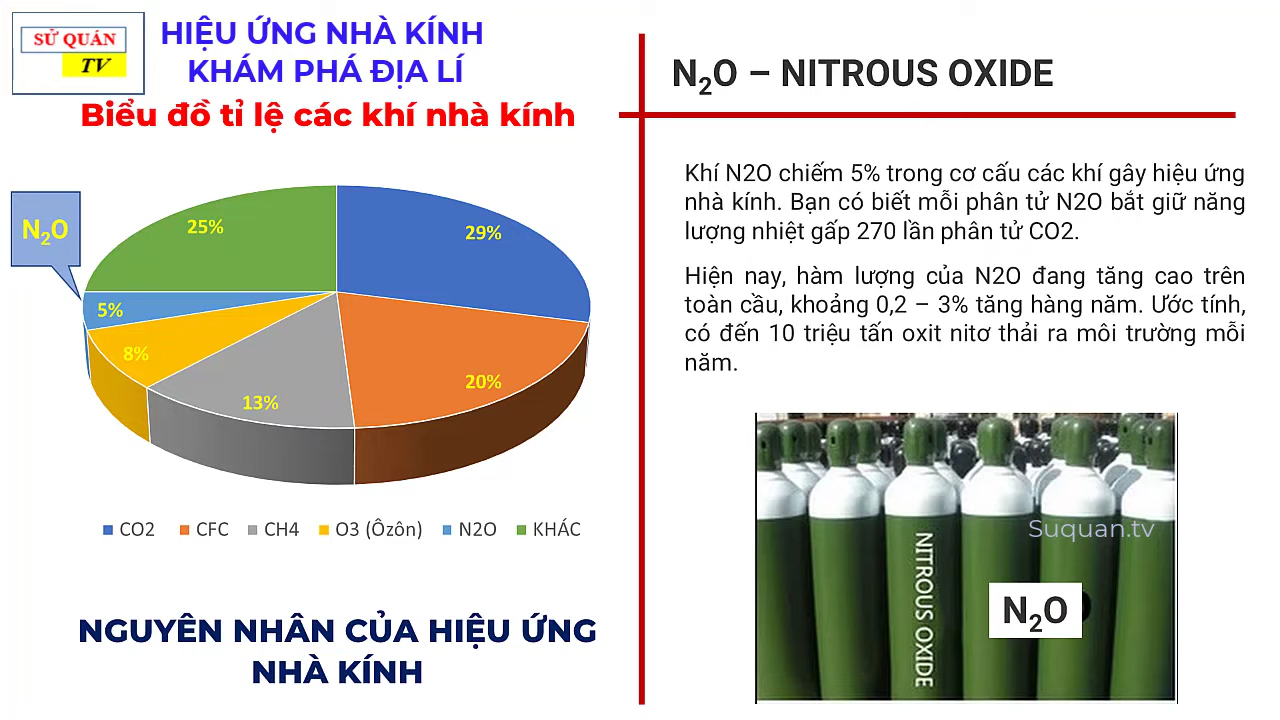 SỬ QUÁN
TV
HIỆU ỨNG NHÀ KÍNH
KHÁM PHÁ ĐỊA LÍ
Biểu đồ tỉ lệ các khí nhà kính
N2O
25%
29%
5%
8%
13%
20%
CO2 CFC CH4 O3 (Ôzôn) N2O KHÁC
NGUYÊN NHÂN CỦA HIỆU ỨNG
NHÀ KÍNH
N2O – NITROUS OXIDE
Khí N2O chiếm 5% trong cơ cấu các khí gây hiệu ứng
nhà kính. Bạn có biết mỗi phân tử N2O bắt giữ năng
lượng nhiệt gấp 270 lần phân tử CO2.
Hiện nay, hàm lượng của N2O đang tăng cao trên
toàn cầu, khoảng 0,2 – 3% tăng hàng năm. Ước tính,
có đến 10 triệu tấn oxit nitơ thải ra môi trường mỗi
năm.
Suquan.tv
NITROUS OXIDE
N2O